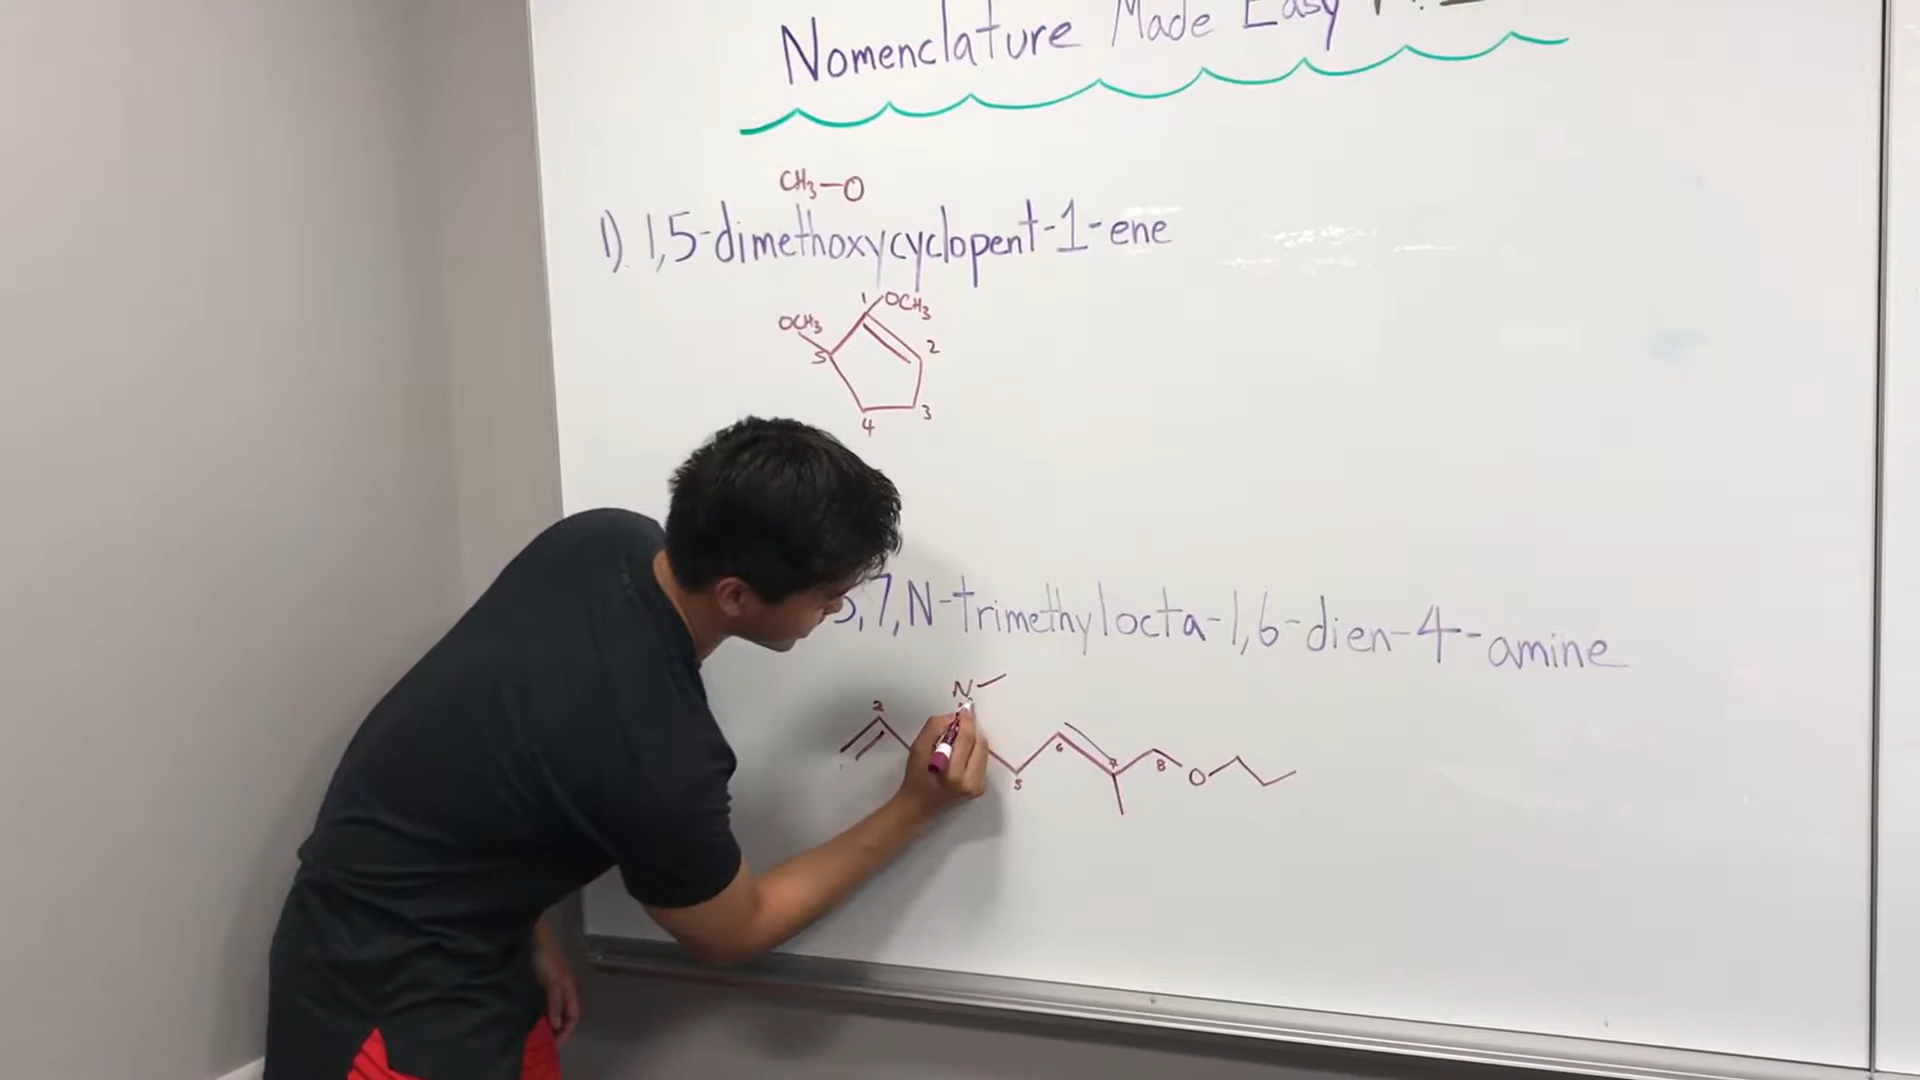 Nomenclature Made Easy
CH3-O
1). 1,5-dimethoxycyclopent-1-ene
1 OCH3
OCH3
2
5
3
4
,7,N-trimethylocta-1,6-dien-4-amine
N
2
6
7
8
O
1
5